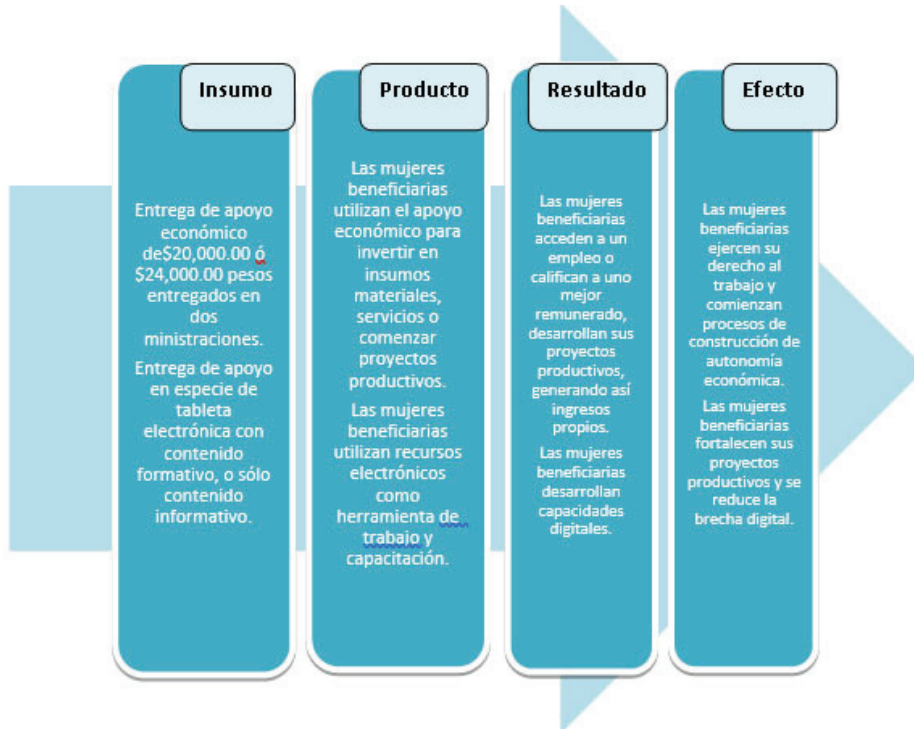 Insumo
Entrega de apoyo
económico
de$20,000.00 ó
$24,000.00 pesos
entregados en
dos
ministraciones.
Entrega de apoyo
en especie de
tableta
electrónica con
contenido
formativo, o sólo
contenido
informativo.
Producto
Las mujeres
beneficiarias
utilizan el apoyo
económico para
invertir en
insumos
materiales,
servicios o
comenzar
proyectos
productivos.
Las mujeres
beneficiarias
utilizan recursos
electrónicos
como
herramienta de
trabajo y
capacitación.
Resultado
Las mujeres
beneficiarias
acceden a un
empleo o
califican a uno
mejor
remunerado,
desarrollan sus
proyectos
productivos,
generando así
ingresos
propios.
Las mujeres
beneficiarias
desarrollan
capacidades
digitales.
Efecto
Las mujeres
beneficiarias
ejercen su
derecho al
trabajo y
comienzan
procesos de
construcción de
autonomía
económica.
Las mujeres
beneficiarias
fortalecen sus
proyectos
productivos y se
reduce la
brecha digital.